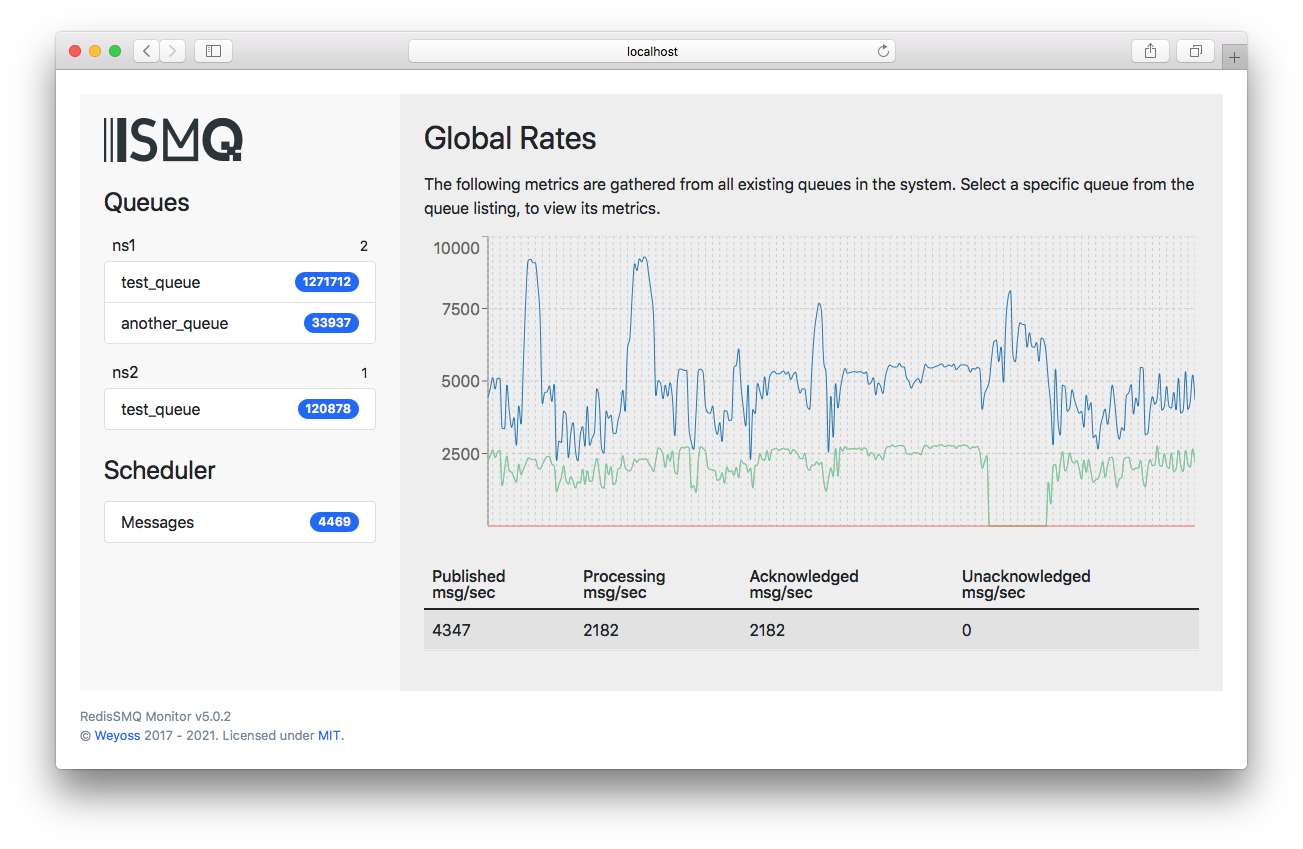 localhost
ISMQ
Queues
ns1 2
test_queue 1271712
another_queue 33937
ns2 1
test_queue 120878
Scheduler
Messages 4469
Global Rates
The following metrics are gathered from all existing queues in the system. Select a specific queue from the
queue listing, to view its metrics.
10000
7500
5000
2500
Published Processing Acknowledged Unacknowledged
msg/sec msg/sec msg/sec msg/sec
4347 2182 2182 0
RedisSMQ Monitor v5.0.2
© Weyoss 2017 - 2021. Licensed under MIT.